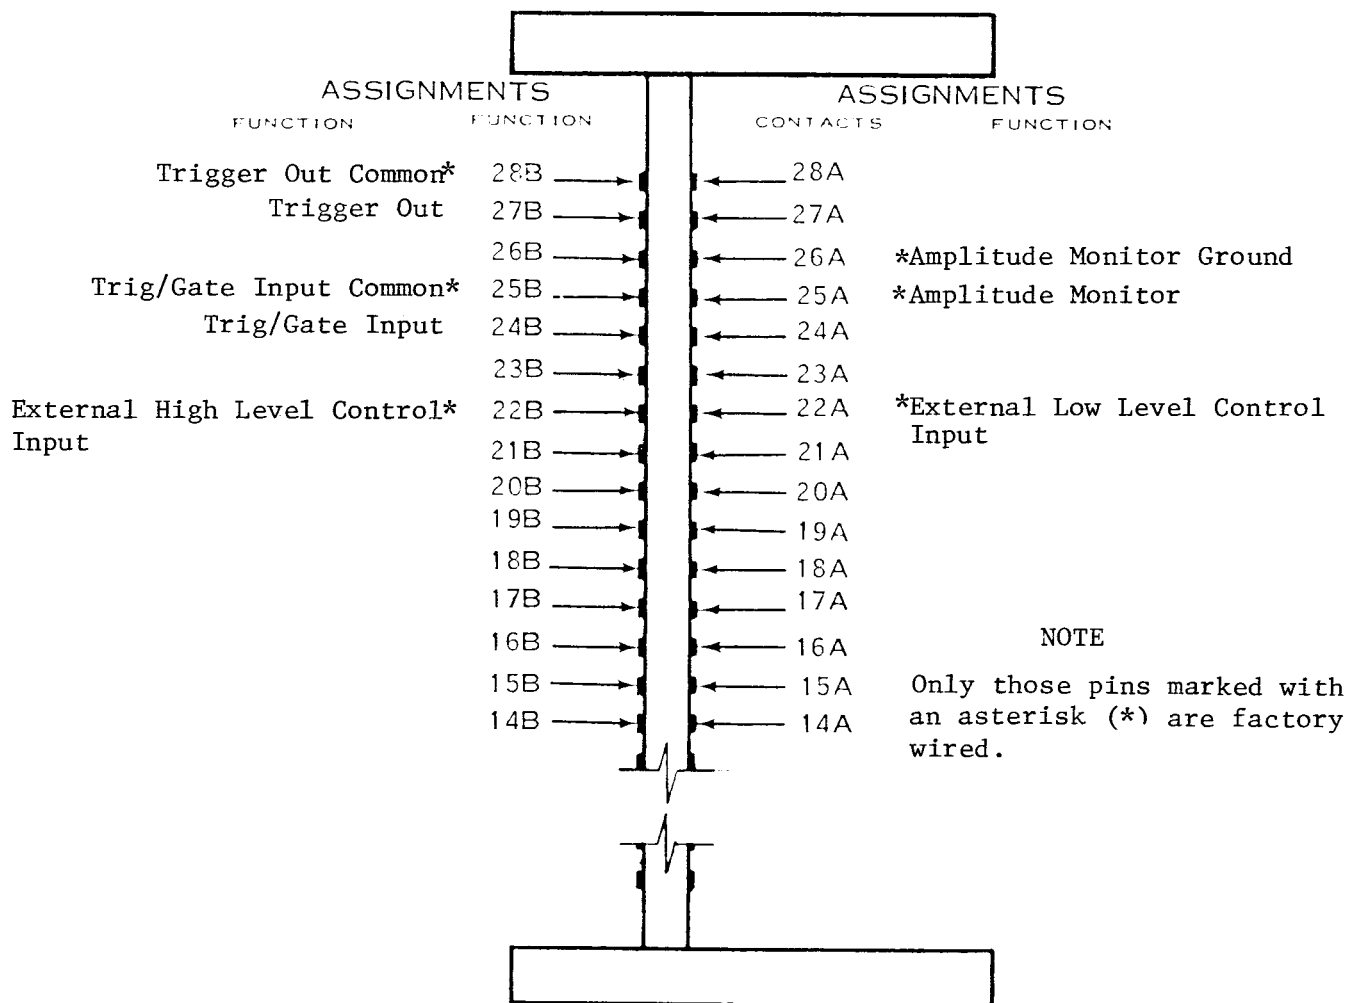 ASSIGNMENTS ASSIGNMENTS
FUNCTION FUNCTION CONTACTS FUNCTION
Trigger Out Common* 28B 28A
Trigger Out 27B 27A
26B 26A *Amplitude Monitor Ground
Trig/Gate Input Common* 25B 25A *Amplitude Monitor
Trig/Gate Input 24B 24A
23B 23A
External High Level Control* 22B 22A *External Low Level Control
Input Input
21B 21A
20B 20A
19B 19A
18B 18A
17B 17A
16B 16A
15B 15A
14B 14A
NOTE
Only those pins marked with
an asterisk (*) are factory
wired.